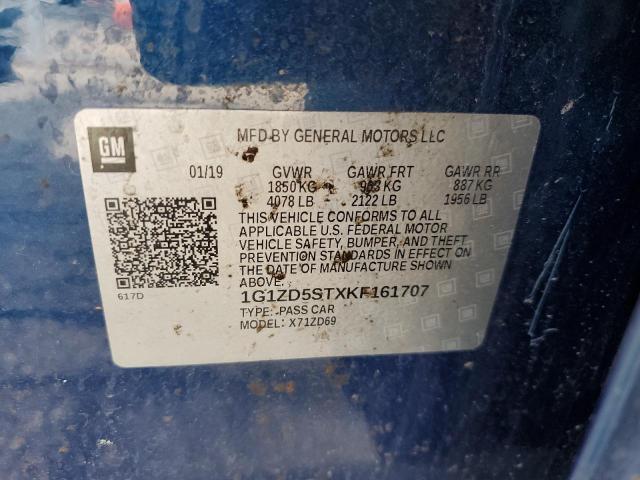 GM
MFD BY GENERAL MOTORS LLC
01/19 GVWR GAWR FRT GAWR RR
1850 KG 963 KG 887 KG
4078 LB 2122 LB 1956 LB
THIS VEHICLE CONFORMS TO ALL
APPLICABLE U.S. FEDERAL MOTOR
VEHICLE SAFETY, BUMPER, AND THEFT
PREVENTION STANDARDS IN EFFECT
ON THE DATE OF MANUFACTURE SHOWN
ABOVE.
617D
1G1ZD5STXKF161707
TYPE: PASS CAR
MODEL: X71ZD69